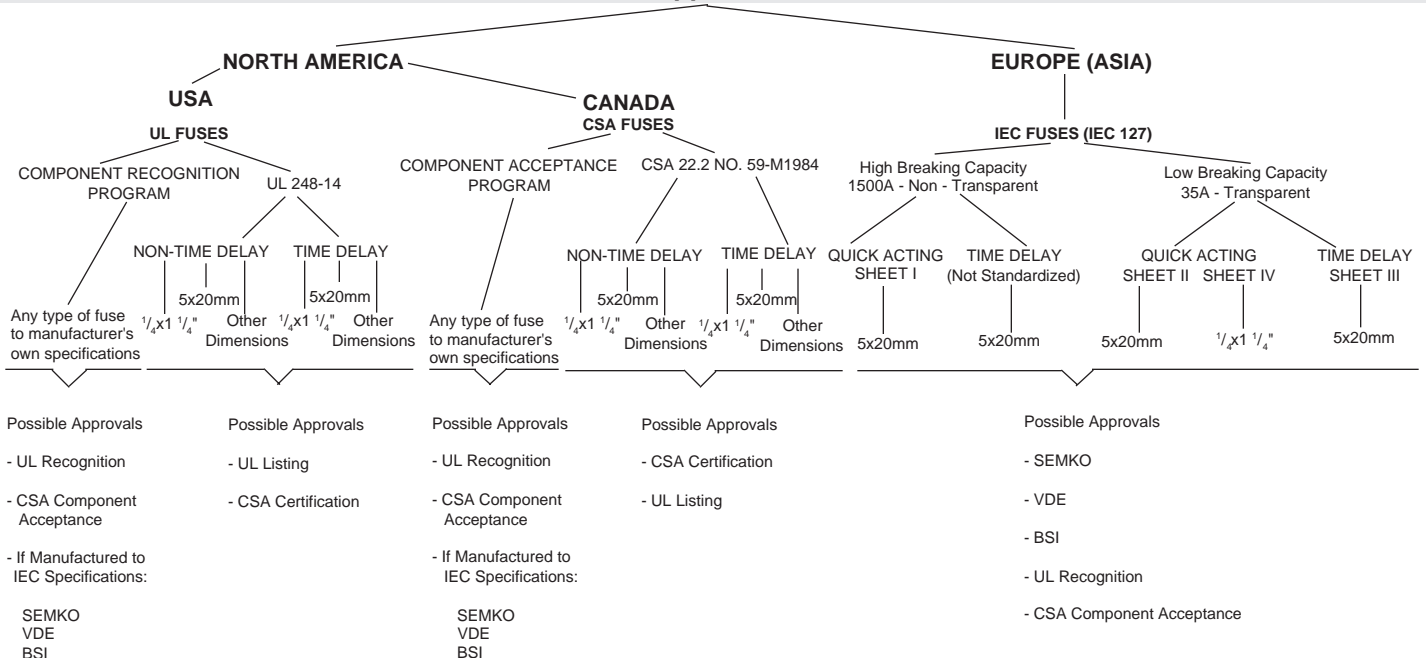 NORTH AMERICA
EUROPE (ASIA)
USA
CANADA
UL FUSES
CSA FUSES
IEC FUSES (IEC 127)
COMPONENT RECOGNITION
PROGRAM
UL 248-14
COMPONENT ACCEPTANCE
PROGRAM
CSA 22.2 NO. 59-M1984
High Breaking Capacity
1500A - Non - Transparent
Low Breaking Capacity
35A - Transparent
NON-TIME DELAY
TIME DELAY
NON-TIME DELAY
TIME DELAY
QUICK ACTING
SHEET I
TIME DELAY
(Not Standardized)
QUICK ACTING
SHEET II SHEET IV
TIME DELAY
SHEET III
Any type of fuse
to manufacturer's
own specifications
1/4x1 1/4"
5x20mm
Other
Dimensions
1/4x1 1/4"
5x20mm
Other
Dimensions
Any type of fuse
to manufacturer's
own specifications
1/4x1 1/4"
5x20mm
Other
Dimensions
1/4x1 1/4"
5x20mm
Other
Dimensions
5x20mm
5x20mm
5x20mm
1/4x1 1/4"
5x20mm
Possible Approvals
- UL Recognition
- CSA Component
Acceptance
- If Manufactured to
IEC Specifications:
SEMKO
VDE
BSI
Possible Approvals
- UL Listing
- CSA Certification
Possible Approvals
- UL Recognition
- CSA Component
Acceptance
- If Manufactured to
IEC Specifications:
SEMKO
VDE
BSI
Possible Approvals
- CSA Certification
- UL Listing
Possible Approvals
- SEMKO
- VDE
- BSI
- UL Recognition
- CSA Component Acceptance